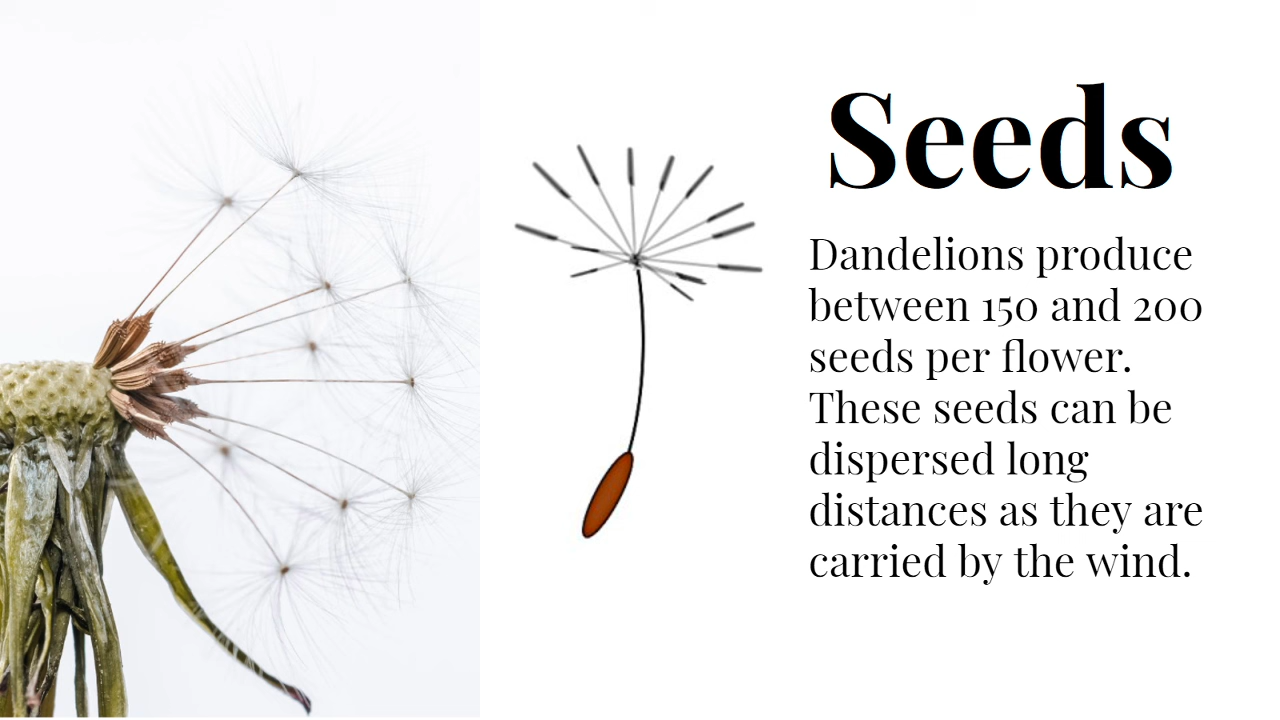 Seeds
Dandelions produce
between 150 and 200
seeds per flower.
These seeds can be
dispersed long
distances as they are
carried by the wind.